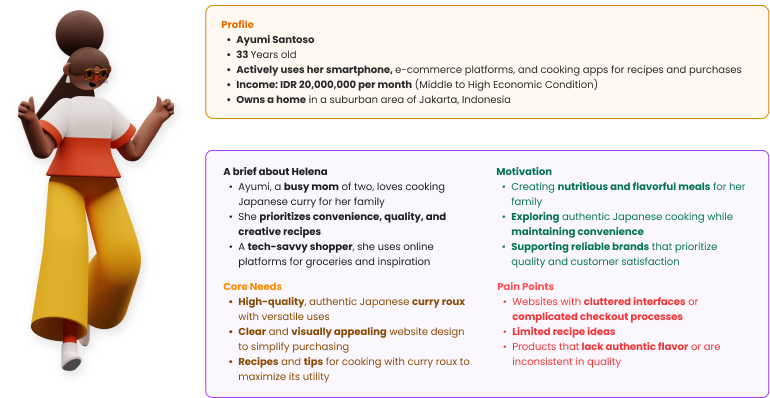 Profile
• Ayumi Santoso
• 33 Years old
• Actively uses her smartphone, e-commerce platforms, and cooking apps for recipes and purchases
• Income: IDR 20,000,000 per month (Middle to High Economic Condition)
• Owns a home in a suburban area of Jakarta, Indonesia
A brief about Helena
• Ayumi, a busy mom of two, loves cooking
Japanese curry for her family
• She prioritizes convenience, quality, and
creative recipes
• A tech-savvy shopper, she uses online
platforms for groceries and inspiration
Motivation
• Creating nutritious and flavorful meals for her
family
• Exploring authentic Japanese cooking while
maintaining convenience
• Supporting reliable brands that prioritize
quality and customer satisfaction
Core Needs
• High-quality, authentic Japanese curry roux
with versatile uses
• Clear and visually appealing website design
to simplify purchasing
• Recipes and tips for cooking with curry roux to
maximize its utility
Pain Points
• Websites with cluttered interfaces or
complicated checkout processes
• Limited recipe ideas
• Products that lack authentic flavor or are
inconsistent in quality